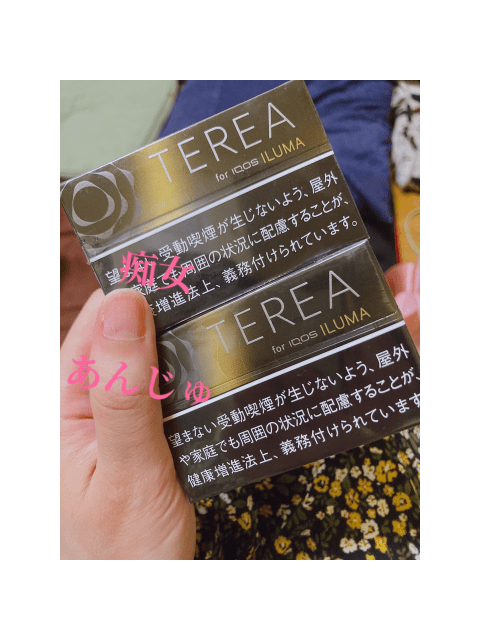 TEREA
for IQOS ILUMA
望まない受動喫煙が生じないよう、屋外
家庭でも周囲の状況に配慮することが、
康増進法上、義務付けられています。
痴女
TEREA
for IQOS ILUMA
あんじゅ
望まない受動喫煙が生じないよう、屋外
や家庭でも周囲の状況に配慮することが、
健康増進法上、義務付けられています